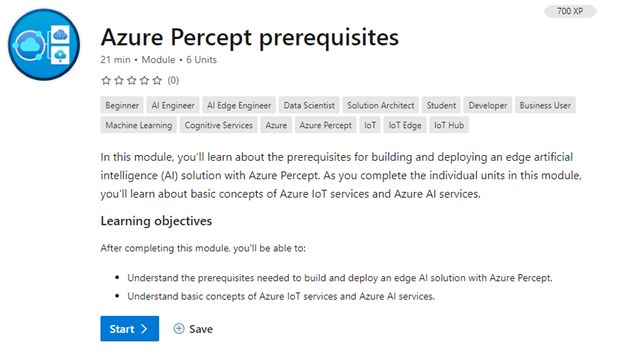 700 XP
Azure Percept prerequisites
21 min • Module • 6 Units
(0)
Beginner AI Engineer AI Edge Engineer Data Scientist Solution Architect Student Developer Business User
Machine Learning Cognitive Services Azure Azure Percept IoT IoT Edge IoT Hub
In this module, you'll learn about the prerequisites for building and deploying an edge artificial
intelligence (AI) solution with Azure Percept. As you complete the individual units in this module,
you'll learn about basic concepts of Azure IoT services and Azure AI services.
Learning objectives
After completing this module, you'll be able to:
• Understand the prerequisites needed to build and deploy an edge AI solution with Azure Percept.
• Understand basic concepts of Azure IoT services and Azure AI services.
Start Save